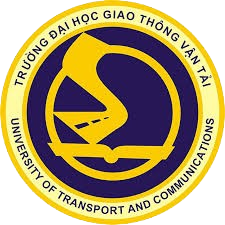 TRƯỜNG ĐẠI HỌC GIAO THÔNG VẬN TẢI
UNIVERSITY OF TRANSPORT AND COMMUNICATIONS